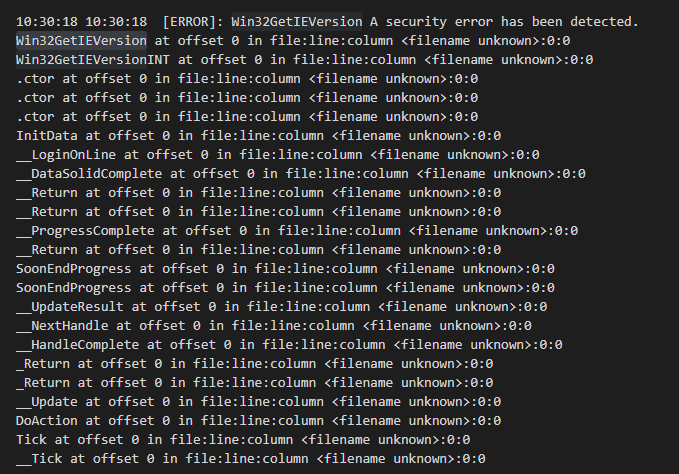 10:30:18 10:30:18  [ERROR]: Win32GetIEVersion A security error has been detected.
Win32GetIEVersion at offset 0 in file:line:column <filename unknown>:0:0
Win32GetIEVersionINT at offset 0 in file:line:column <filename unknown>:0:0
.ctor at offset 0 in file:line:column <filename unknown>:0:0
.ctor at offset 0 in file:line:column <filename unknown>:0:0
.ctor at offset 0 in file:line:column <filename unknown>:0:0
InitData at offset 0 in file:line:column <filename unknown>:0:0
__LoginOnLine at offset 0 in file:line:column <filename unknown>:0:0
__DataSolidComplete at offset 0 in file:line:column <filename unknown>:0:0
__Return at offset 0 in file:line:column <filename unknown>:0:0
__Return at offset 0 in file:line:column <filename unknown>:0:0
__ProgressComplete at offset 0 in file:line:column <filename unknown>:0:0
__Return at offset 0 in file:line:column <filename unknown>:0:0
SoonEndProgress at offset 0 in file:line:column <filename unknown>:0:0
SoonEndProgress at offset 0 in file:line:column <filename unknown>:0:0
__UpdateResult at offset 0 in file:line:column <filename unknown>:0:0
__NextHandle at offset 0 in file:line:column <filename unknown>:0:0
__HandleComplete at offset 0 in file:line:column <filename unknown>:0:0
_Return at offset 0 in file:line:column <filename unknown>:0:0
_Return at offset 0 in file:line:column <filename unknown>:0:0
__Update at offset 0 in file:line:column <filename unknown>:0:0
DoAction at offset 0 in file:line:column <filename unknown>:0:0
Tick at offset 0 in file:line:column <filename unknown>:0:0
__Tick at offset 0 in file:line:column <filename unknown>:0:0